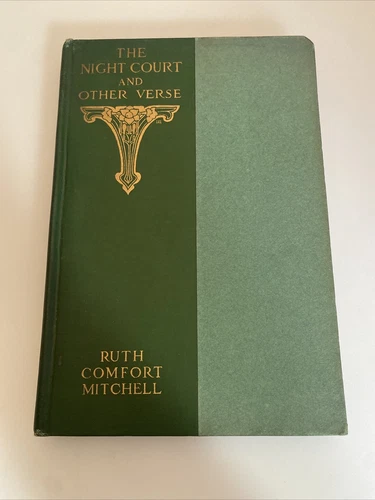 THE
NIGHT COURT
AND
OTHER VERSE
RUTH
COMFORT
MITCHELL